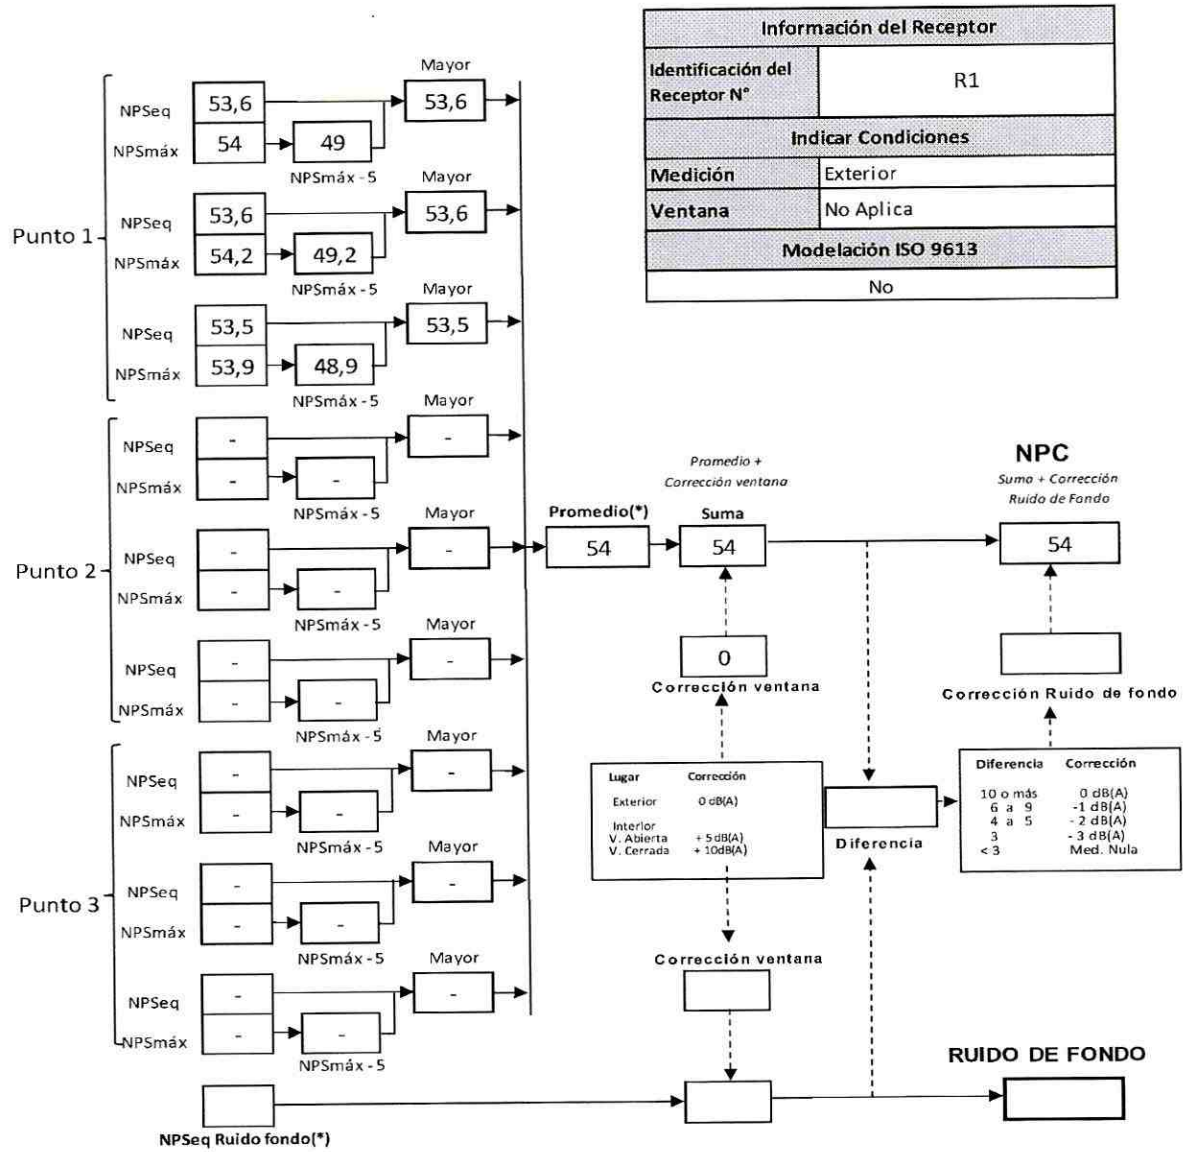 Información del Receptor
Identificación del Receptor N°
R1
Indicar Condiciones
Medición
Exterior
Ventana
No Aplica
Modelación ISO 9613
No
Punto 1
Mayor
NPSeq
53,6
53,6
NPSmáx
54
49
NPSmáx - 5
Mayor
NPSeq
53,6
53,6
NPSmáx
54,2
49,2
NPSmáx - 5
Mayor
NPSeq
53,5
53,5
NPSmáx
53,9
48,9
NPSmáx - 5
Punto 2
Mayor
NPSeq
-
-
NPSmáx
-
-
NPSmáx - 5
Mayor
NPSeq
-
-
NPSmáx
-
-
NPSmáx - 5
Mayor
NPSeq
-
-
NPSmáx
-
-
NPSmáx - 5
Punto 3
Mayor
NPSeq
-
-
NPSmáx
-
-
NPSmáx - 5
Mayor
NPSeq
-
-
NPSmáx
-
-
NPSmáx - 5
Mayor
NPSeq
-
-
NPSmáx
-
-
NPSmáx - 5
NPSeq Ruido fondo(*)
Promedio(*)
54
Promedio +
Corrección ventana
Suma
54
0
Corrección ventana
Lugar Corrección
Exterior 0 dB(A)
Interior
V. Abierta + 5 dB(A)
V. Cerrada + 10dB(A)
Corrección ventana
Diferencia
NPC
Suma + Corrección
Ruido de Fondo
54
Corrección Ruido de fondo
Diferencia Corrección
10 o más 0 dB(A)
6 a 9 -1 dB(A)
4 a 5 - 2 dB(A)
3 - 3 dB(A)
< 3 Med. Nula
RUIDO DE FONDO